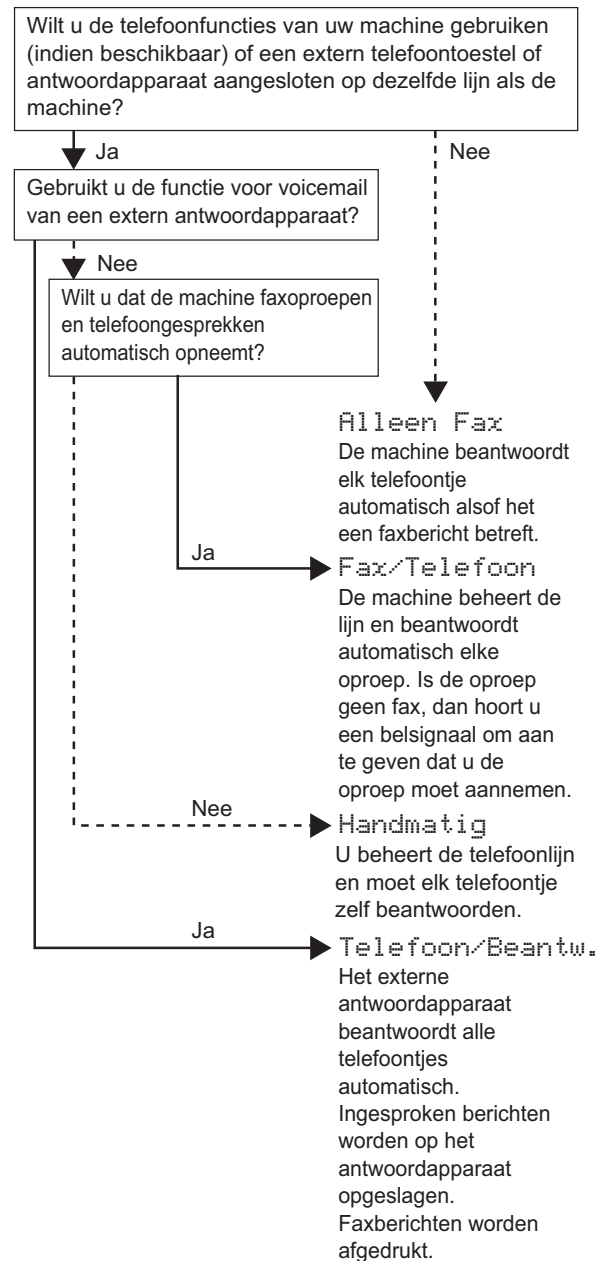 Wilt u de telefoonfuncties van uw machine gebruiken
(indien beschikbaar) of een extern telefoontoestel of
antwoordapparaat aangesloten op dezelfde lijn als de
machine?
Ja
Nee
Gebruikt u de functie voor voicemail
van een extern antwoordapparaat?
Nee
Wilt u dat de machine faxoproepen
en telefoongesprekken
automatisch opneemt?
Alleen Fax
De machine beantwoordt
elk telefoontje
automatisch alsof het
een faxbericht betreft.
Ja
Fax/Telefoon
De machine beheert de
lijn en beantwoordt
automatisch elke
oproep. Is de oproep
geen fax, dan hoort u
een belsignaal om aan
te geven dat u de
oproep moet aannemen.
Nee
Handmatig
U beheert de telefoonlijn
en moet elk telefoontje
zelf beantwoorden.
Ja
Telefoon/Beantw.
Het externe
antwoordapparaat
beantwoordt alle
telefoontjes
automatisch.
Ingesproken berichten
worden op het
antwoordapparaat
opgeslagen.
Faxberichten worden
afgedrukt.